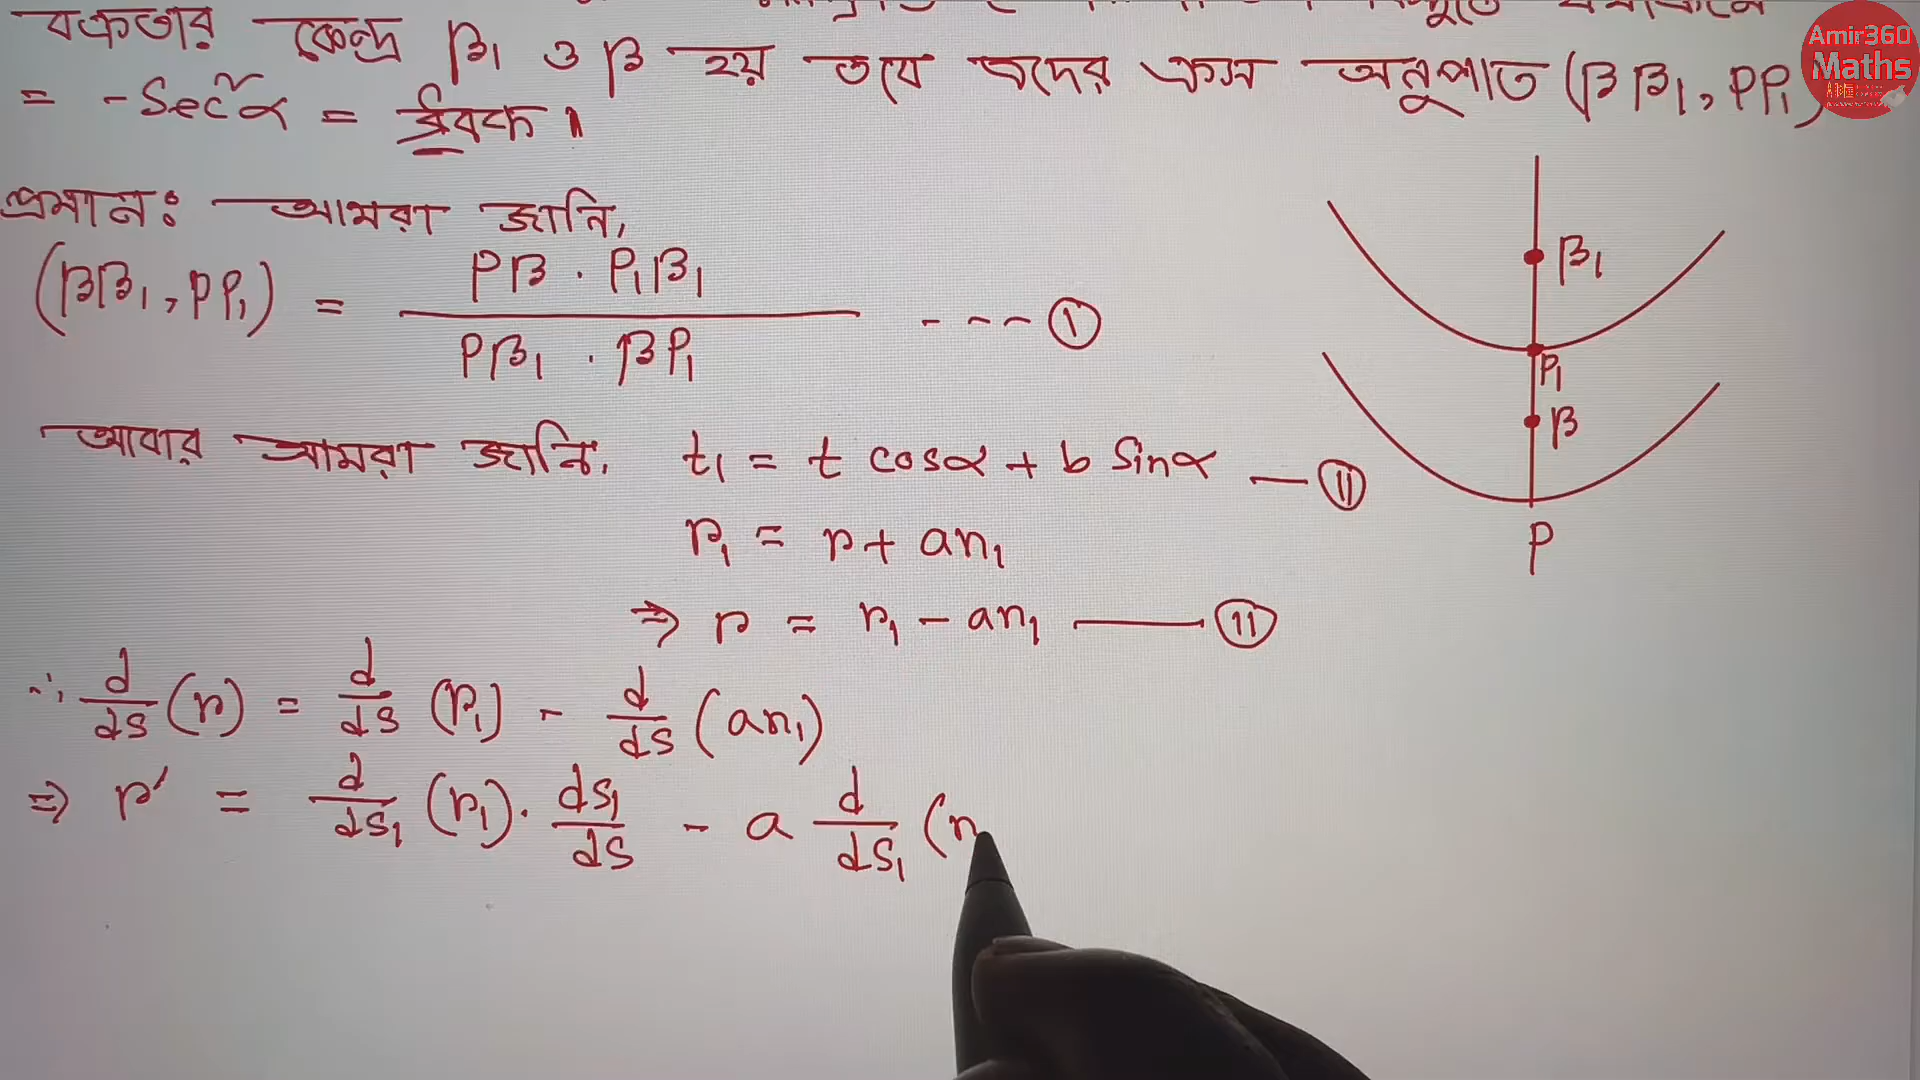 বক্রতার কেন্দ্র β₁ ও β হয় তবে এদের ক্রস অনুপাত (ββ₁, PP₁)
= -Sec²α = ধ্রুবক।
প্রমান: আমরা জানি,
(ββ₁, PP₁) = (Pβ . P₁β₁) / (Pβ₁ . βP₁) ---- (I)
আবার আমরা জানি, t₁ = t cosα + b sinα — (II)
r₁ = r + an₁
⇒ r = r₁ - an₁ —— (11)
∴ d/ds (r) = d/ds (r₁) - d/ds (an₁)
⇒ r′ = d/ds₁ (r₁) . ds₁/ds - a d/ds₁ (n
β₁
P₁
β
P
Amir360
Maths